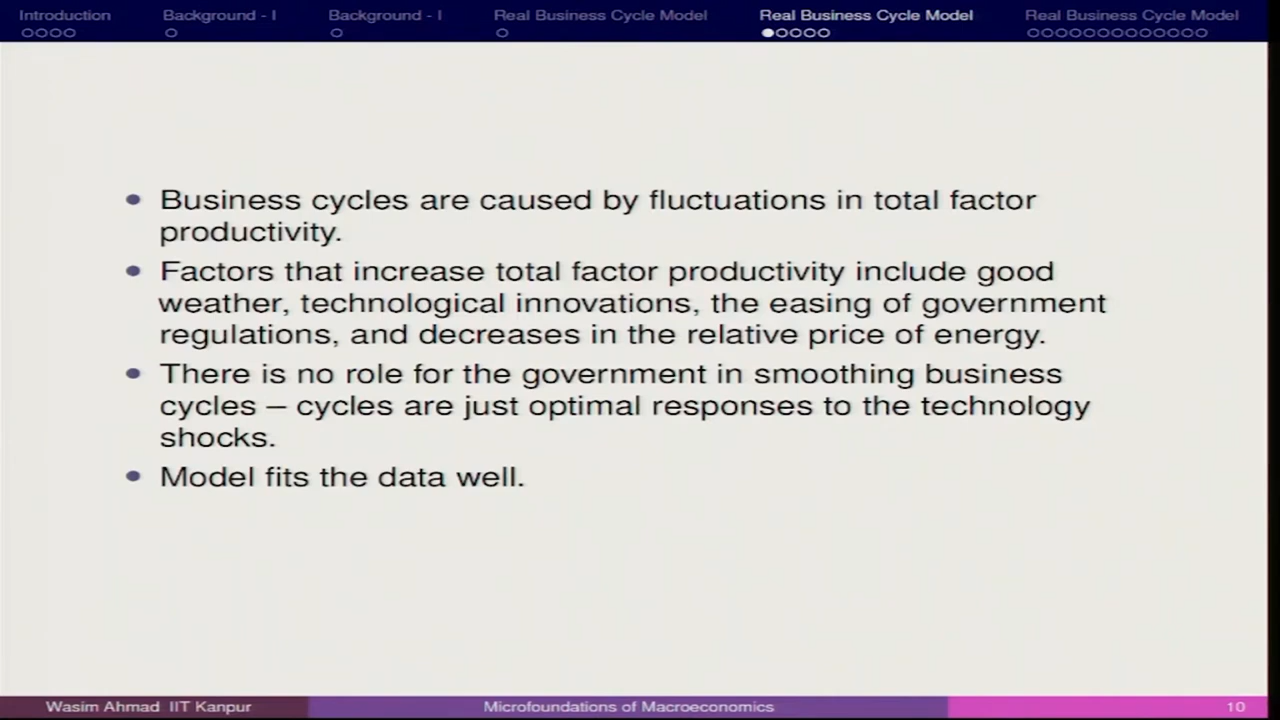 Introduction
Background - I
Background - I
Real Business Cycle Model
Real Business Cycle Model
Real Business Cycle Model
• Business cycles are caused by fluctuations in total factor
productivity.
• Factors that increase total factor productivity include good
weather, technological innovations, the easing of government
regulations, and decreases in the relative price of energy.
• There is no role for the government in smoothing business
cycles – cycles are just optimal responses to the technology
shocks.
• Model fits the data well.
Wasim Ahmad IIT Kanpur
Microfoundations of Macroeconomics
10